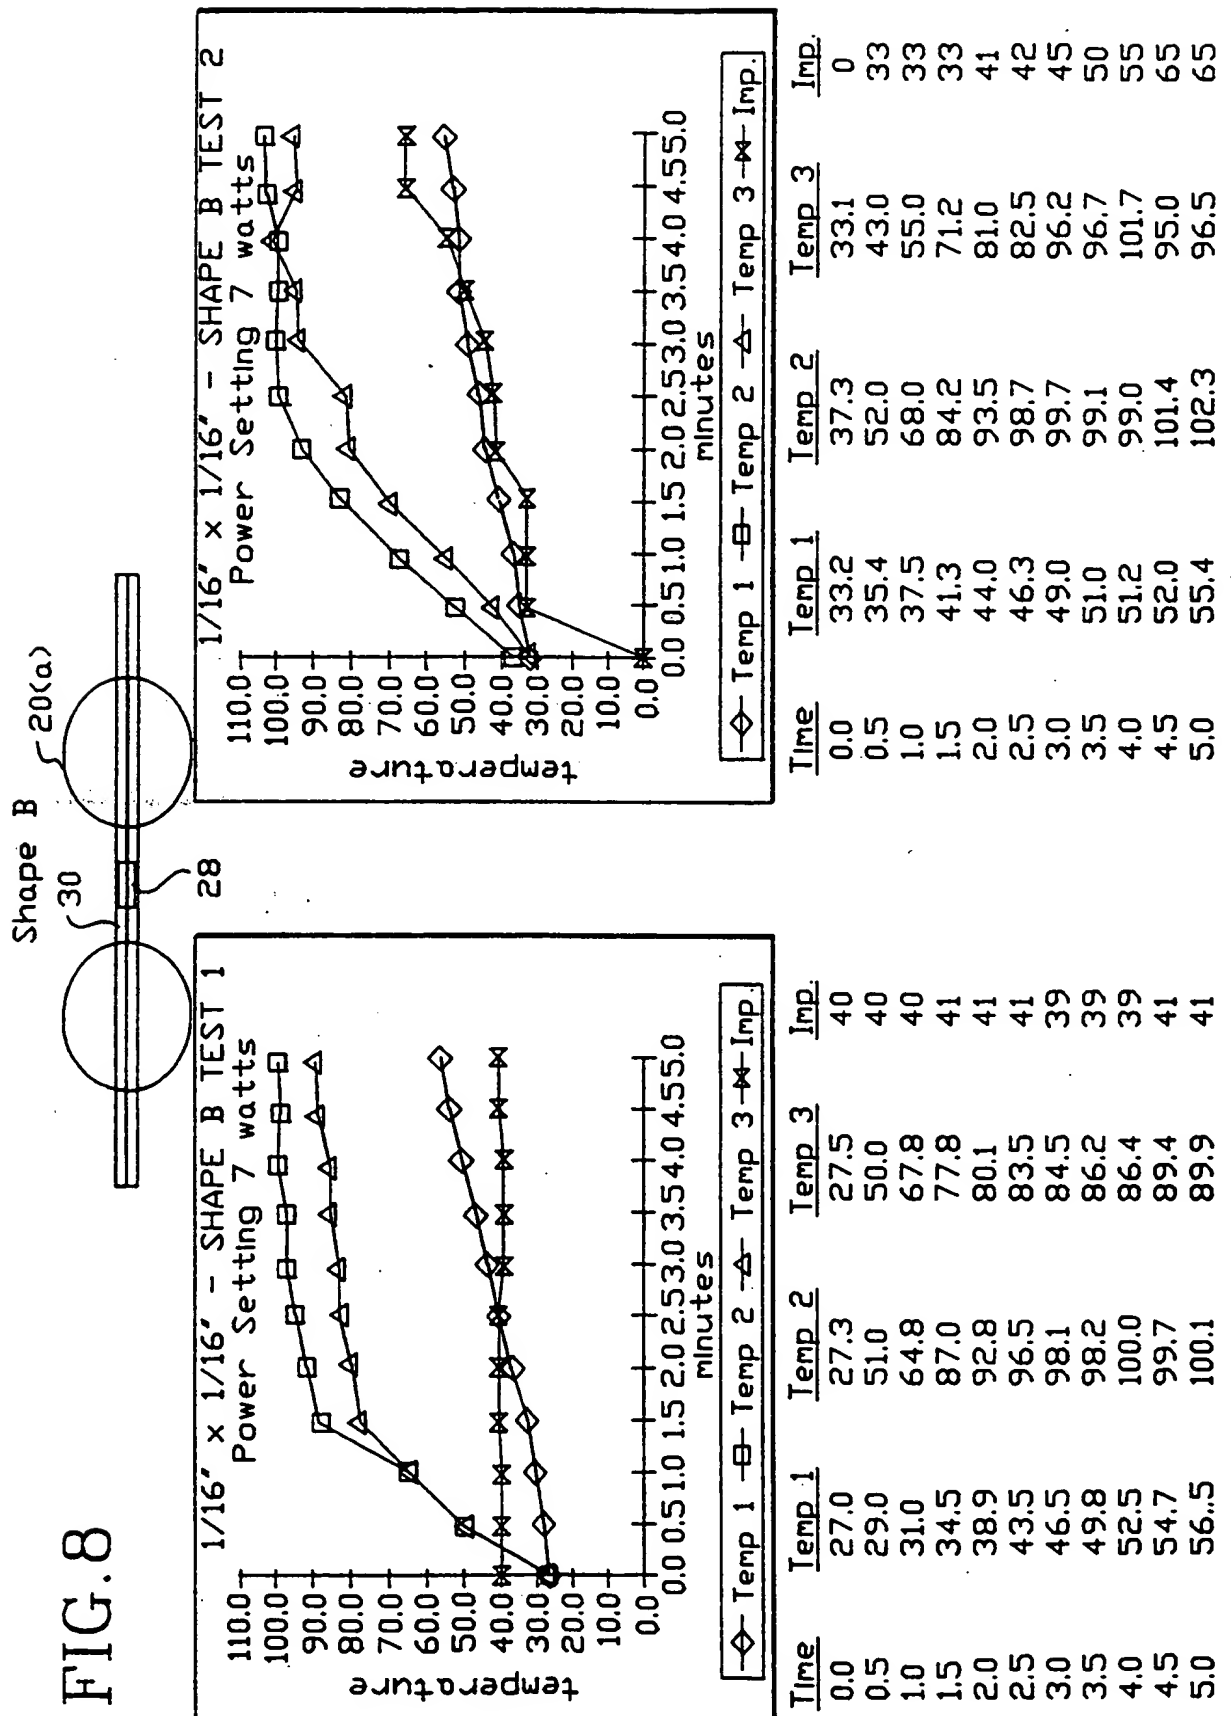 FIG.8
Shape B
30
20(a)
28
1/16" x 1/16" - SHAPE B TEST 1
Power Setting 7 watts
temperature
110.0
100.0
90.0
80.0
70.0
60.0
50.0
40.0
30.0
20.0
10.0
0.0
0.0 0.5 1.0 1.5 2.0 2.5 3.0 3.5 4.0 4.5 5.0
minutes
Temp 1 Temp 2 Temp 3 Imp.
Time Temp 1 Temp 2 Temp 3 Imp.
0.0 27.0 27.3 27.5 40
0.5 29.0 51.0 50.0 40
1.0 31.0 64.8 67.8 40
1.5 34.5 87.0 77.8 41
2.0 38.9 92.8 80.1 41
2.5 43.5 96.5 83.5 41
3.0 46.5 98.1 84.5 39
3.5 49.8 98.2 86.2 39
4.0 52.5 100.0 86.4 39
4.5 54.7 99.7 89.4 41
5.0 56.5 100.1 89.9 41
1/16" x 1/16" - SHAPE B TEST 2
Power Setting 7 watts
temperature
110.0
100.0
90.0
80.0
70.0
60.0
50.0
40.0
30.0
20.0
10.0
0.0
0.0 0.5 1.0 1.5 2.0 2.5 3.0 3.5 4.0 4.5 5.0
minutes
Temp 1 Temp 2 Temp 3 Imp.
Time Temp 1 Temp 2 Temp 3 Imp.
0.0 33.2 37.3 33.1 0
0.5 35.4 52.0 43.0 33
1.0 37.5 68.0 55.0 33
1.5 41.3 84.2 71.2 33
2.0 44.0 93.5 81.0 41
2.5 46.3 98.7 82.5 42
3.0 49.0 99.7 96.2 45
3.5 51.0 99.1 96.7 50
4.0 51.2 99.0 101.7 55
4.5 52.0 101.4 95.0 65
5.0 55.4 102.3 96.5 65